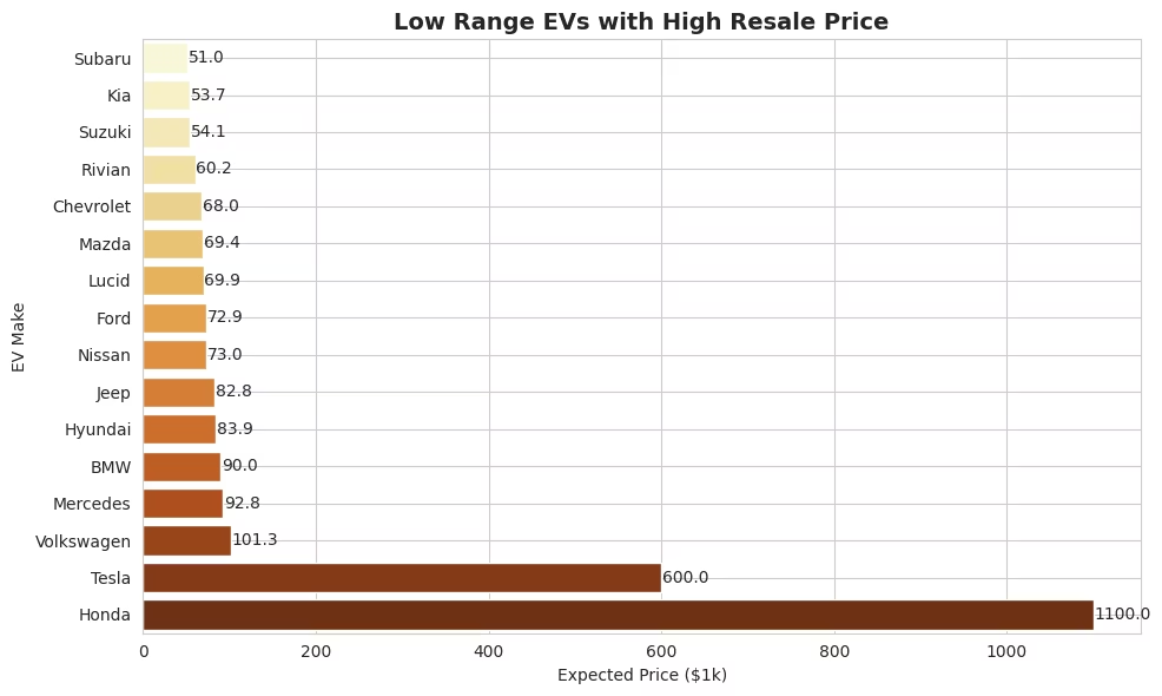 Low Range EVs with High Resale Price
EV Make
Subaru 51.0
Kia 53.7
Suzuki 54.1
Rivian 60.2
Chevrolet 68.0
Mazda 69.4
Lucid 69.9
Ford 72.9
Nissan 73.0
Jeep 82.8
Hyundai 83.9
BMW 90.0
Mercedes 92.8
Volkswagen 101.3
Tesla 600.0
Honda 1100.0
0 200 400 600 800 1000
Expected Price ($1k)